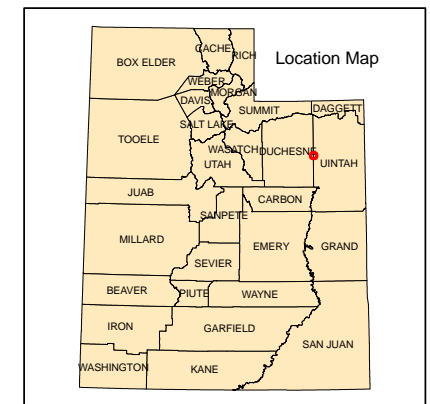 Location Map
BOX ELDER
CACHE
RICH
WEBER
MORGAN
DAVIS
SUMMIT
DAGGETT
SALT LAKE
TOOELE
WASATCH
DUCHESNE
UINTAH
UTAH
JUAB
CARBON
SANPETE
MILLARD
EMERY
GRAND
SEVIER
BEAVER
PIUTE
WAYNE
IRON
GARFIELD
SAN JUAN
WASHINGTON
KANE